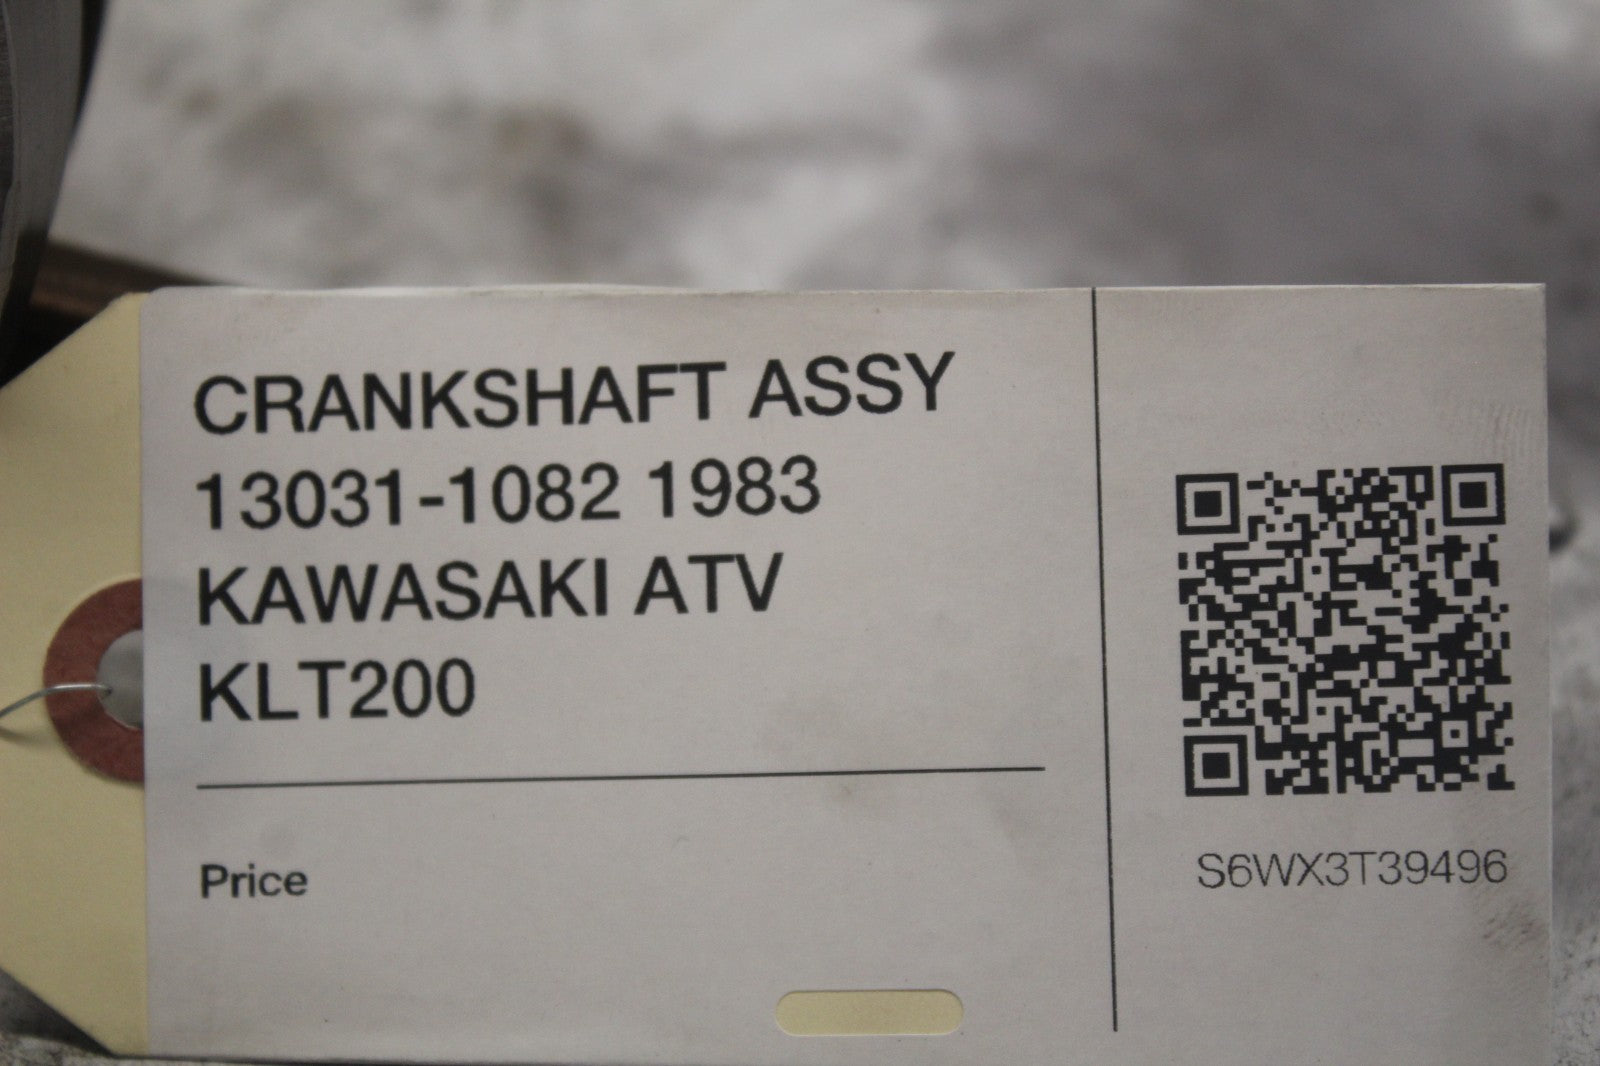 CRANKSHAFT ASSY
13031-1082 1983
KAWASAKI ATV
KLT200
Price
S6WX3T39496